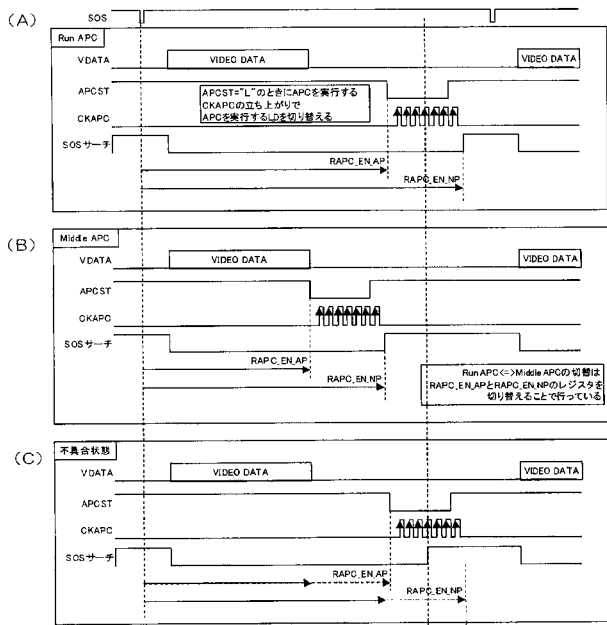 SOS
(A)
Run APC
VDATA
VIDEO DATA
VIDEO DATA
APCST
APCST="L"のときにAPCを実行する
CKAPCの立ち上がりで
APCを実行するLDを切り替える
CKAPC
SOSサーチ
RAPC_EN_AP
RAPC_EN_NP
(B)
Middle APC
VDATA
VIDEO DATA
VIDEO DATA
APCST
CKAPC
SOSサーチ
RAPC_EN_AP
RAPC_EN_NP
Run APC<=>Middle APCの切替は
RAPC_EN_APとRAPC_EN_NPのレジスタを
切り替えることで行っている
(C)
不具合状態
VDATA
VIDEO DATA
VIDEO DATA
APCST
CKAPC
SOSサーチ
RAPC_EN_AP
RAPC_EN_NP